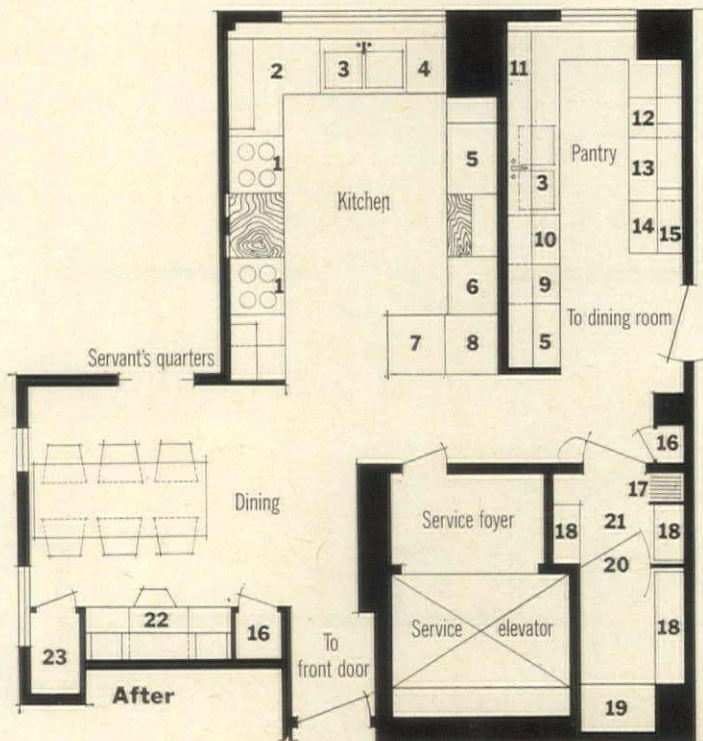 2
3
4
11
12
1
5
Pantry
13
3
Kitchen
14
15
10
1
6
9
To dining room
7
8
5
Servant's quarters
16
Dining
17
Service foyer
18
21
18
20
22
16
Service elevator
18
23
To
front door
After
19